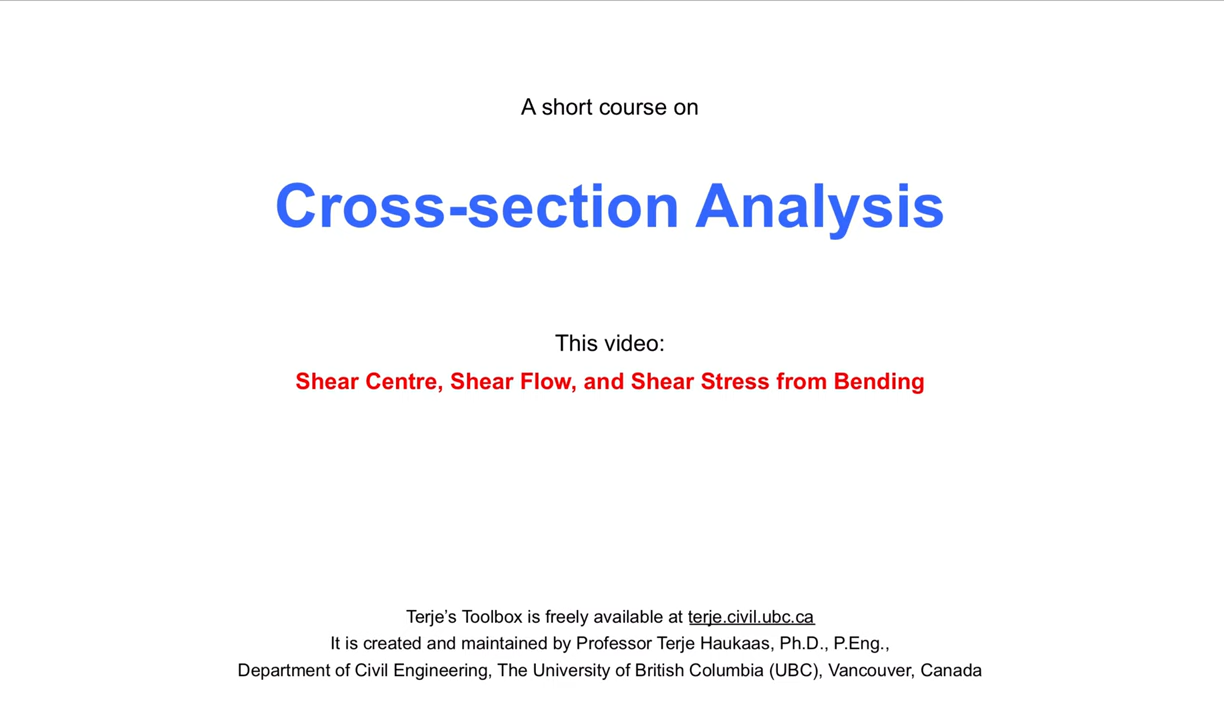 A short course on
Cross-section Analysis
This video:
Shear Centre, Shear Flow, and Shear Stress from Bending
Terje’s Toolbox is freely available at terje.civil.ubc.ca
It is created and maintained by Professor Terje Haukaas, Ph.D., P.Eng.,
Department of Civil Engineering, The University of British Columbia (UBC), Vancouver, Canada